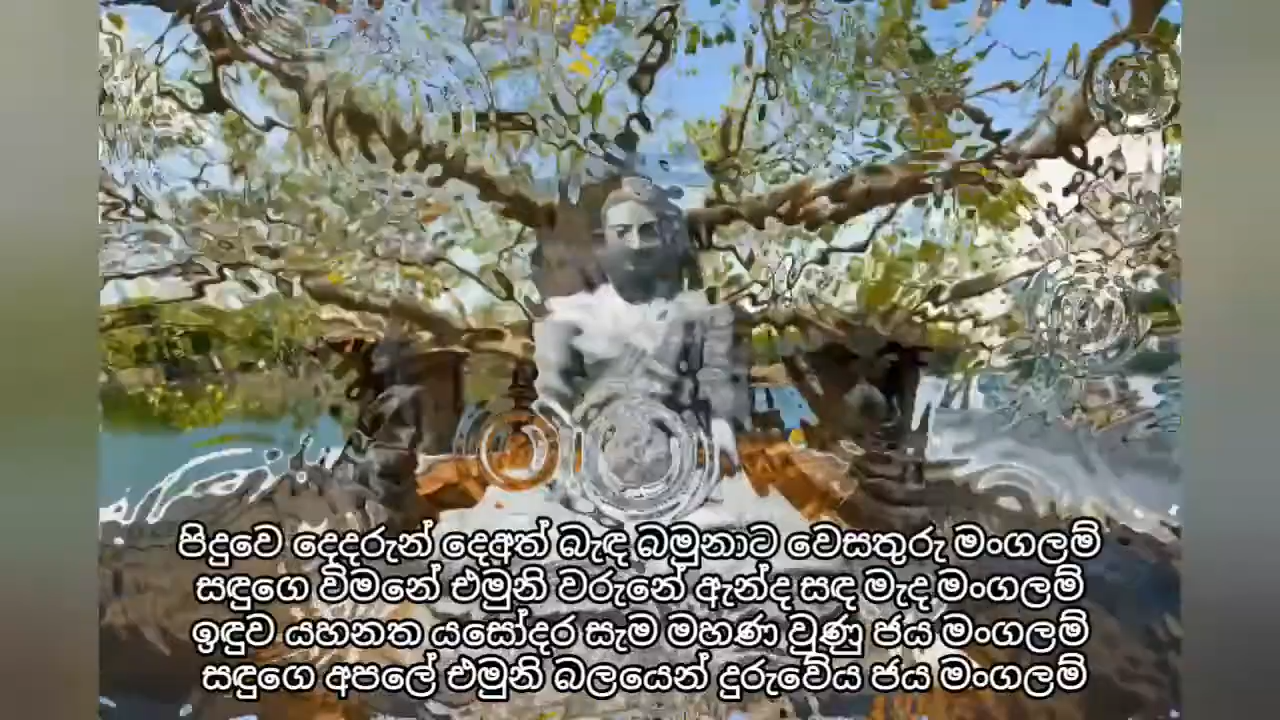 පිදුවෙ දෙදරුන් දෙඅත් බැඳ බමුනාට වෙසතුරු මංගලම්
සඳුගෙ විමනේ එමුනි වරුනේ ඇන්ද සඳ මැද මංගලම්
ඉඳුව යහනත යසෝදර සැම මහණ වුණු ජය මංගලම්
සඳුගෙ අපලේ එමුනි බලයෙන් දුරුවේය ජය මංගලම්